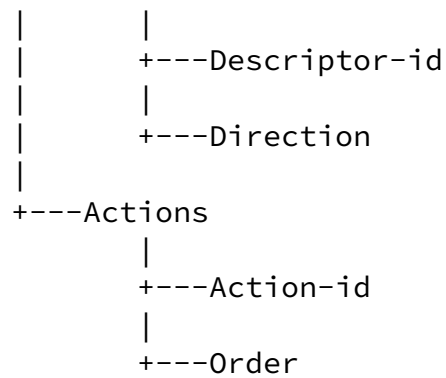 |       |
|       +---Descriptor-id
|       |
|       +---Direction
|
+---Actions
        |
        +---Action-id
        |
        +---Order